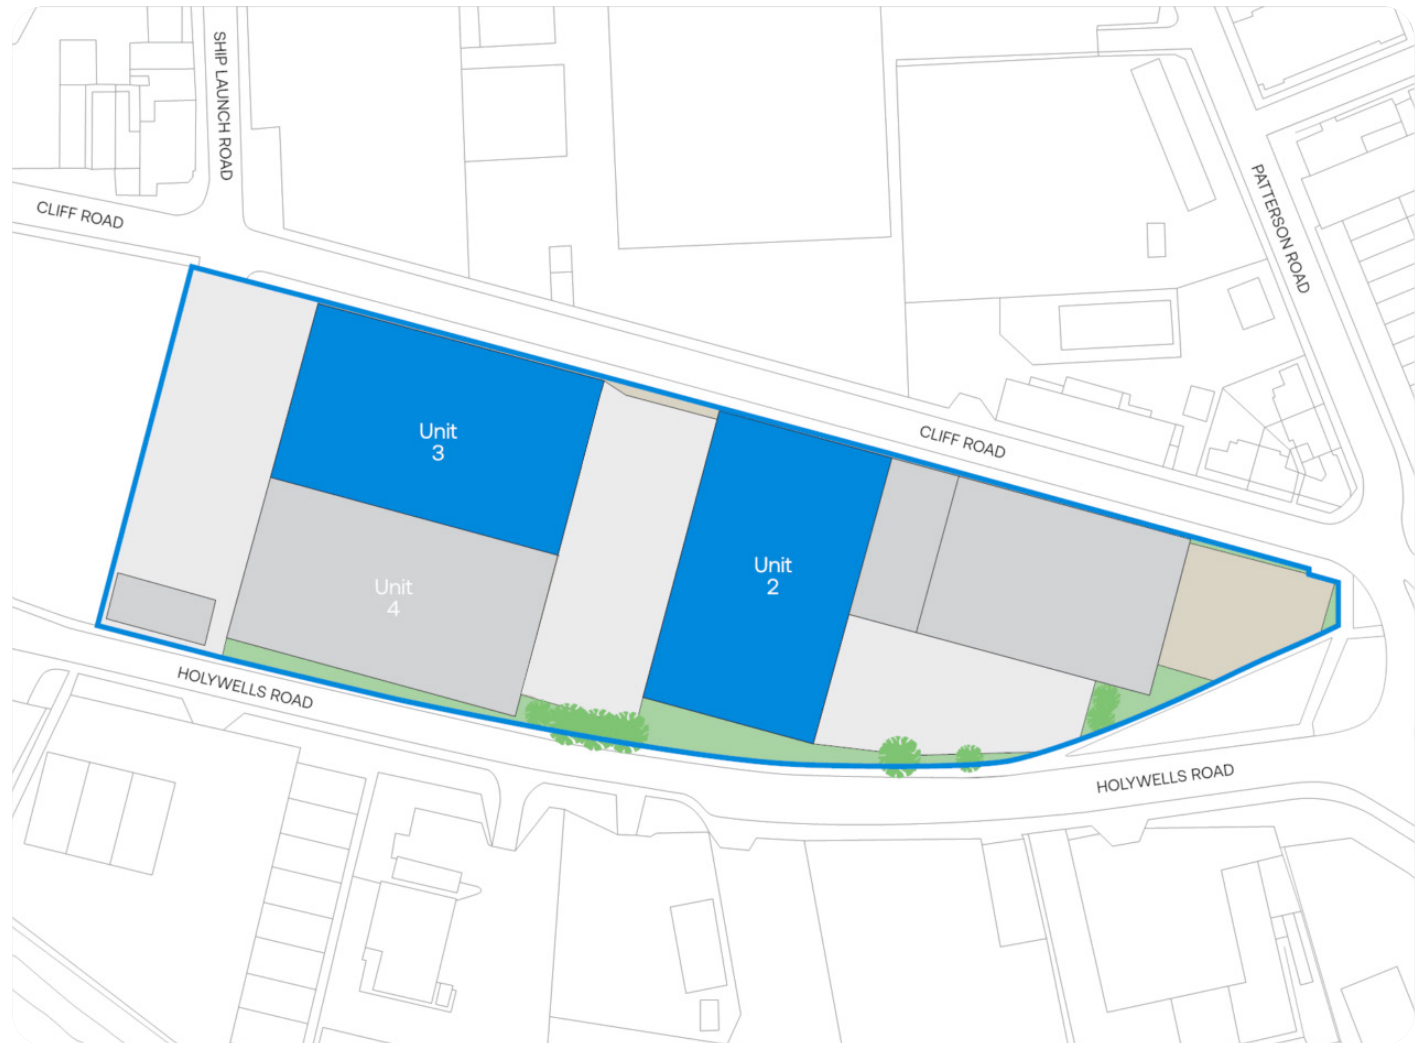 SHIP LAUNCH ROAD
CLIFF ROAD
PATTERSON ROAD
Unit
3
CLIFF ROAD
Unit
2
Unit
4
HOLYWELLS ROAD
HOLYWELLS ROAD